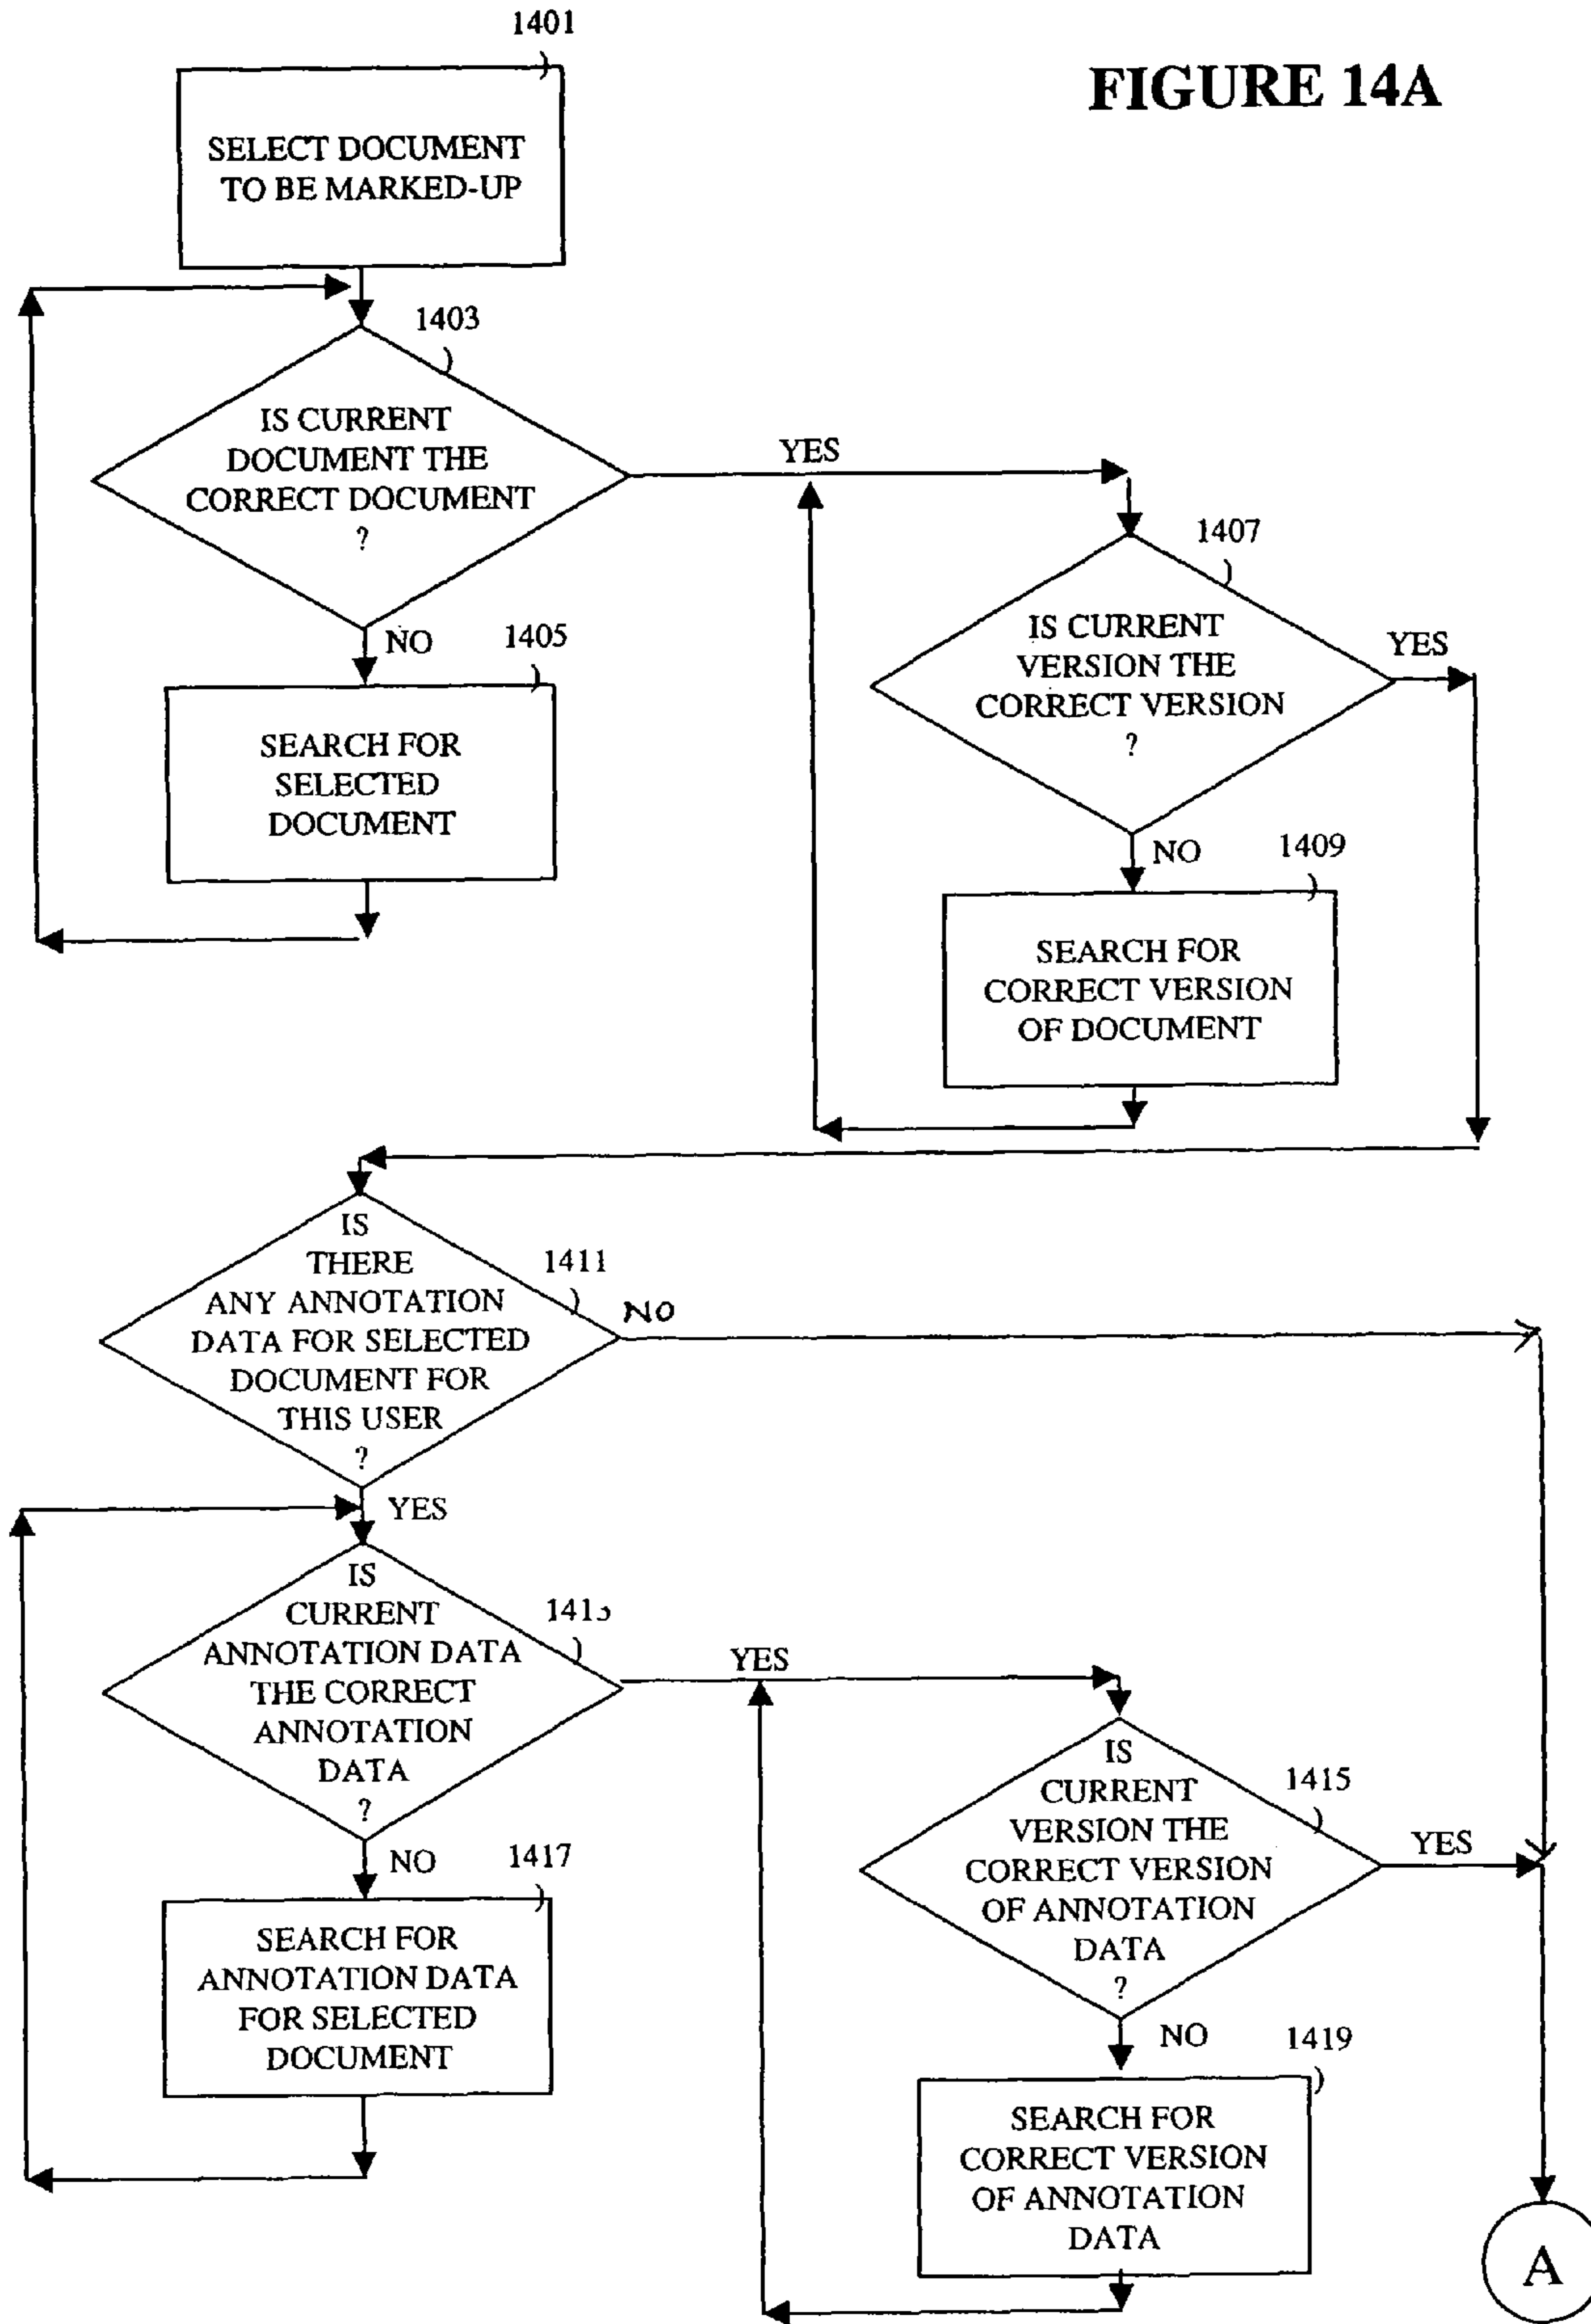 1401
FIGURE 14A
SELECT DOCUMENT
TO BE MARKED-UP
1403
IS CURRENT
DOCUMENT THE
CORRECT DOCUMENT
?
YES
NO
1405
SEARCH FOR
SELECTED
DOCUMENT
1407
IS CURRENT
VERSION THE
CORRECT VERSION
?
YES
NO
1409
SEARCH FOR
CORRECT VERSION
OF DOCUMENT
IS
THERE
ANY ANNOTATION
DATA FOR SELECTED
DOCUMENT FOR
THIS USER
?
1411
NO
YES
IS
CURRENT
ANNOTATION DATA
THE CORRECT
ANNOTATION
DATA
?
1413
YES
NO
1417
SEARCH FOR
ANNOTATION DATA
FOR SELECTED
DOCUMENT
IS
CURRENT
VERSION THE
CORRECT VERSION
OF ANNOTATION
DATA
?
1415
YES
NO
1419
SEARCH FOR
CORRECT VERSION
OF ANNOTATION
DATA
A